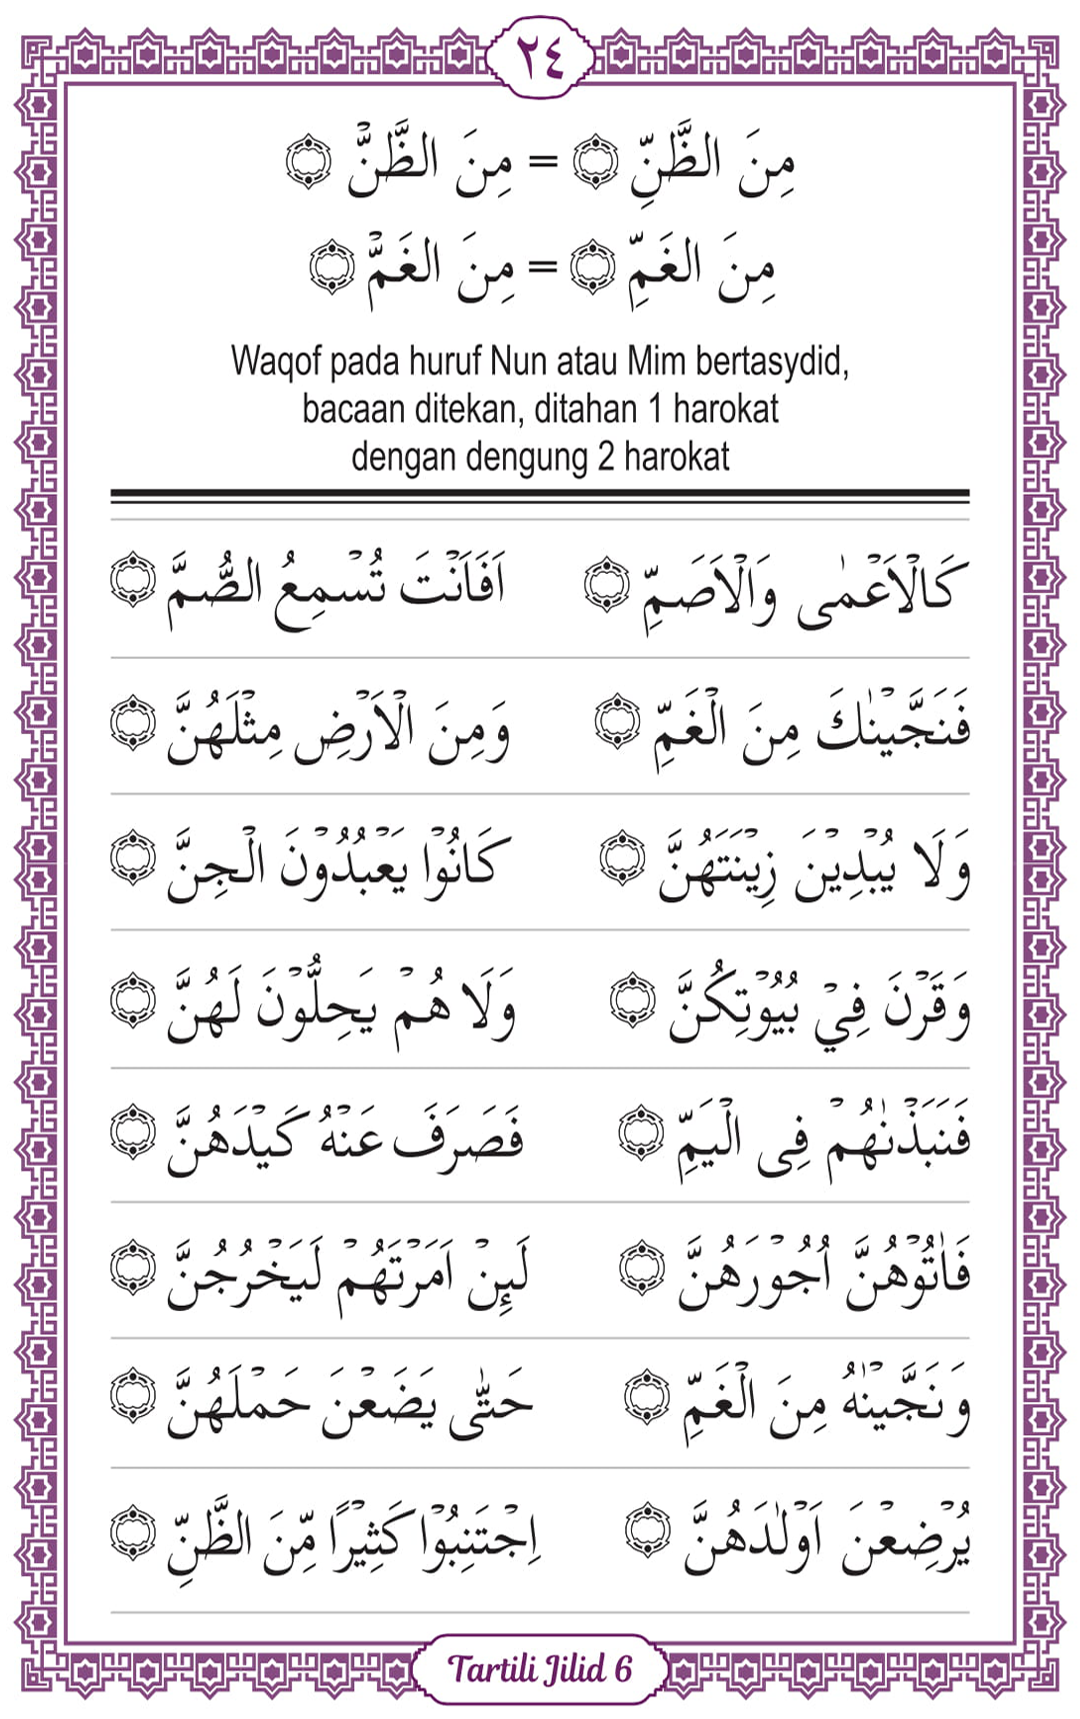 ٢٤
مِنَ الظَّنِّ ۝ = مِنَ الظَّنّْ ۝
مِنَ الغَمِّ ۝ = مِنَ الغَمّْ ۝
Waqof pada huruf Nun atau Mim bertasydid,
bacaan ditekan, ditahan 1 harokat
dengan dengung 2 harokat
كَالْاَعْمٰى وَالْاَصَمِّ ۝ اَفَاَنْتَ تُسْمِعُ الصُّمَّ ۝
فَنَجَّيْنٰكَ مِنَ الْغَمِّ ۝ وَمِنَ الْاَرْضِ مِثْلَهُنَّ ۝
وَلَا يُبْدِيْنَ زِيْنَتَهُنَّ ۝ كَانُوْا يَعْبُدُوْنَ الْجِنَّ ۝
وَقَرْنَ فِيْ بُيُوْتِكُنَّ ۝ وَلَا هُمْ يَحِلُّوْنَ لَهُنَّ ۝
فَنَبَذْنٰهُمْ فِى الْيَمِّ ۝ فَصَرَفَ عَنْهُ كَيْدَهُنَّ ۝
فَاٰتُوْهُنَّ اُجُوْرَهُنَّ ۝ لَىِٕنْ اَمَرْتَهُمْ لَيَخْرُجُنَّ ۝
وَنَجَّيْنٰهُ مِنَ الْغَمِّ ۝ حَتّٰى يَضَعْنَ حَمْلَهُنَّ ۝
يُرْضِعْنَ اَوْلٰدَهُنَّ ۝ اِجْتَنِبُوْا كَثِيْرًا مِّنَ الظَّنِّ ۝
Tartili Jilid 6